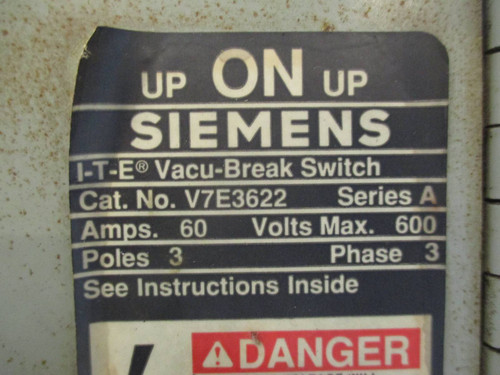 UP ON UP
SIEMENS
I-T-E® Vacu-Break Switch
Cat. No. V7E3622 Series A
Amps. 60 Volts Max. 600
Poles 3 Phase 3
See Instructions Inside
DANGER